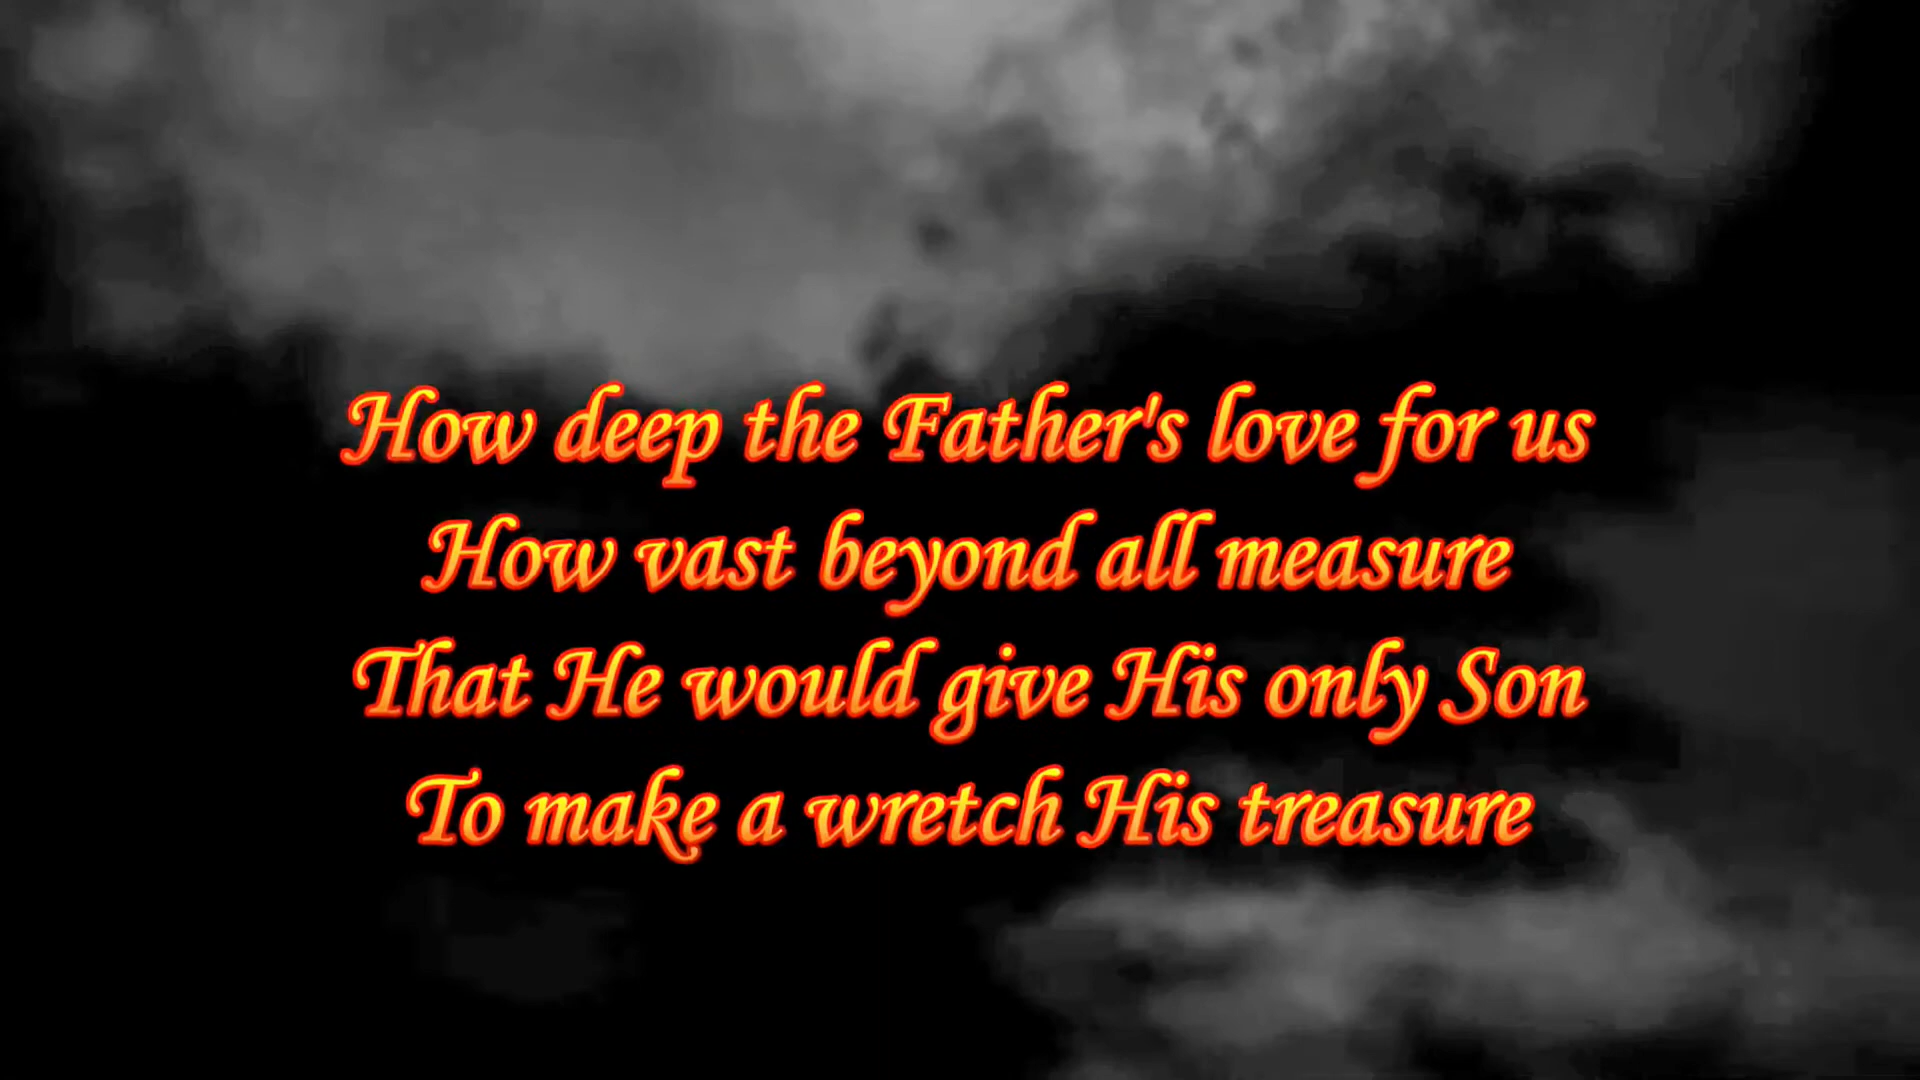 How deep the Father's love for us
How vast beyond all measure
That He would give His only Son
To make a wretch His treasure